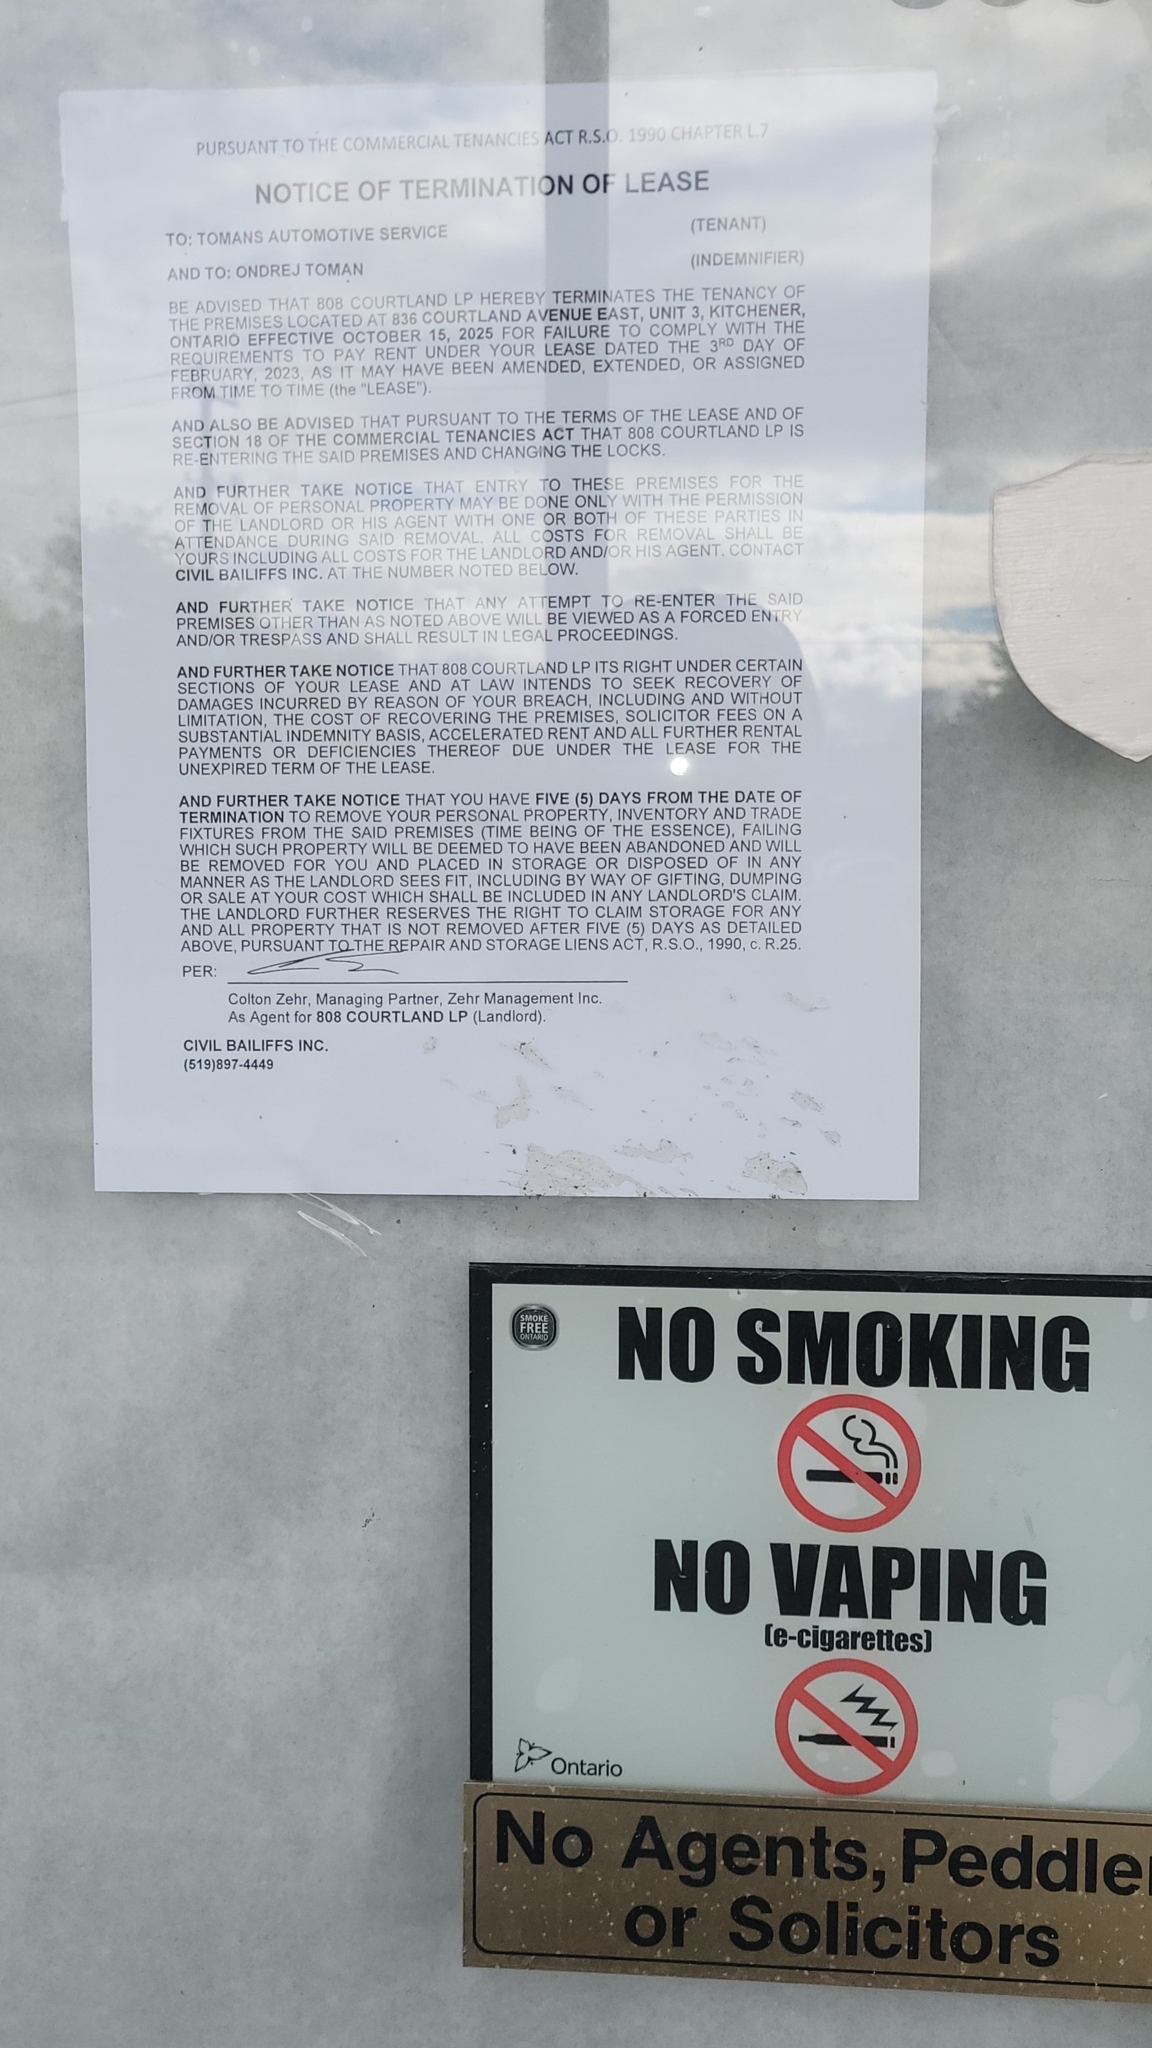 PURSUANT TO THE COMMERCIAL TENANCIES ACT R.S.O. 1990 CHAPTER L.7
NOTICE OF TERMINATION OF LEASE
TO: TOMANS AUTOMOTIVE SERVICE (TENANT)
AND TO: ONDREJ TOMAN (INDEMNIFIER)
BE ADVISED THAT 808 COURTLAND LP HEREBY TERMINATES THE TENANCY OF
THE PREMISES LOCATED AT 836 COURTLAND AVENUE EAST, UNIT 3, KITCHENER,
ONTARIO EFFECTIVE OCTOBER 15, 2025 FOR FAILURE TO COMPLY WITH THE
REQUIREMENTS TO PAY RENT UNDER YOUR LEASE DATED THE 3RD DAY OF
FEBRUARY, 2023, AS IT MAY HAVE BEEN AMENDED, EXTENDED, OR ASSIGNED
FROM TIME TO TIME (the "LEASE").
AND ALSO BE ADVISED THAT PURSUANT TO THE TERMS OF THE LEASE AND OF
SECTION 18 OF THE COMMERCIAL TENANCIES ACT THAT 808 COURTLAND LP IS
RE-ENTERING THE SAID PREMISES AND CHANGING THE LOCKS.
AND FURTHER TAKE NOTICE THAT ENTRY TO THESE PREMISES FOR THE
REMOVAL OF PERSONAL PROPERTY MAY BE DONE ONLY WITH THE PERMISSION
OF THE LANDLORD OR HIS AGENT WITH ONE OR BOTH OF THESE PARTIES IN
ATTENDANCE DURING SAID REMOVAL. ALL COSTS FOR REMOVAL SHALL BE
YOURS INCLUDING ALL COSTS FOR THE LANDLORD AND/OR HIS AGENT. CONTACT
CIVIL BAILIFFS INC. AT THE NUMBER NOTED BELOW.
AND FURTHER TAKE NOTICE THAT ANY ATTEMPT TO RE-ENTER THE SAID
PREMISES OTHER THAN AS NOTED ABOVE WILL BE VIEWED AS A FORCED ENTRY
AND/OR TRESPASS AND SHALL RESULT IN LEGAL PROCEEDINGS.
AND FURTHER TAKE NOTICE THAT 808 COURTLAND LP ITS RIGHT UNDER CERTAIN
SECTIONS OF YOUR LEASE AND AT LAW INTENDS TO SEEK RECOVERY OF
DAMAGES INCURRED BY REASON OF YOUR BREACH, INCLUDING AND WITHOUT
LIMITATION, THE COST OF RECOVERING THE PREMISES, SOLICITOR FEES ON A
SUBSTANTIAL INDEMNITY BASIS, ACCELERATED RENT AND ALL FURTHER RENTAL
PAYMENTS OR DEFICIENCIES THEREOF DUE UNDER THE LEASE FOR THE
UNEXPIRED TERM OF THE LEASE.
AND FURTHER TAKE NOTICE THAT YOU HAVE FIVE (5) DAYS FROM THE DATE OF
TERMINATION TO REMOVE YOUR PERSONAL PROPERTY, INVENTORY AND TRADE
FIXTURES FROM THE SAID PREMISES (TIME BEING OF THE ESSENCE), FAILING
WHICH SUCH PROPERTY WILL BE DEEMED TO HAVE BEEN ABANDONED AND WILL
BE REMOVED FOR YOU AND PLACED IN STORAGE OR DISPOSED OF IN ANY
MANNER AS THE LANDLORD SEES FIT, INCLUDING BY WAY OF GIFTING, DUMPING
OR SALE AT YOUR COST WHICH SHALL BE INCLUDED IN ANY LANDLORD'S CLAIM.
THE LANDLORD FURTHER RESERVES THE RIGHT TO CLAIM STORAGE FOR ANY
AND ALL PROPERTY THAT IS NOT REMOVED AFTER FIVE (5) DAYS AS DETAILED
ABOVE, PURSUANT TO THE REPAIR AND STORAGE LIENS ACT, R.S.O., 1990, c. R.25.
PER:
Colton Zehr, Managing Partner, Zehr Management Inc.
As Agent for 808 COURTLAND LP (Landlord).
CIVIL BAILIFFS INC.
(519)897-4449
SMOKE
FREE
ONTARIO
NO SMOKING
NO VAPING
(e-cigarettes)
Ontario
No Agents, Peddle
or Solicitors